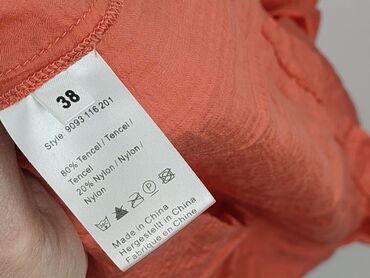 38
Style 9093 116 201
80% Tencel / Tencel /
Tencel
20% Nylon / Nylon /
Nylon
P
Made in China
Hergestellt in China
Fabriqué en Chine